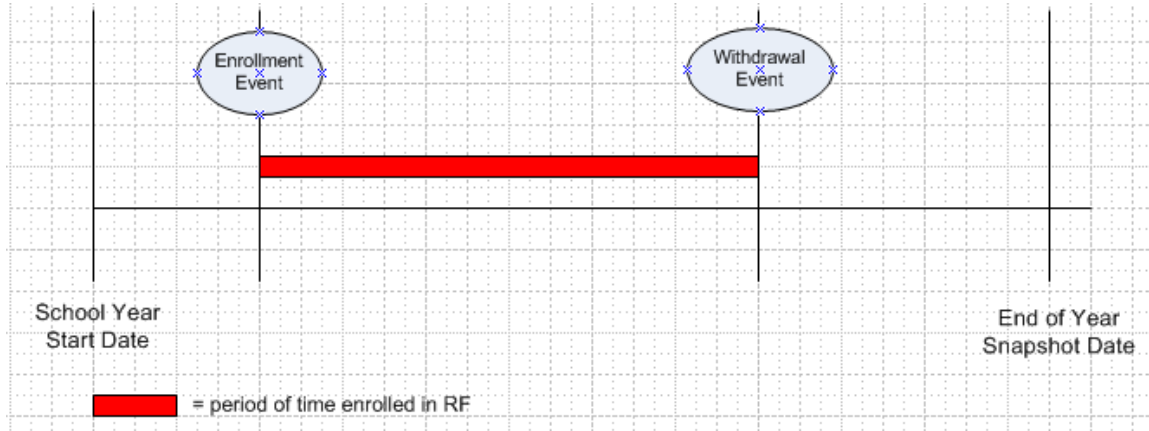 Enrollment
Event
Withdrawal
Event
School Year
Start Date
End of Year
Snapshot Date
= period of time enrolled in RF